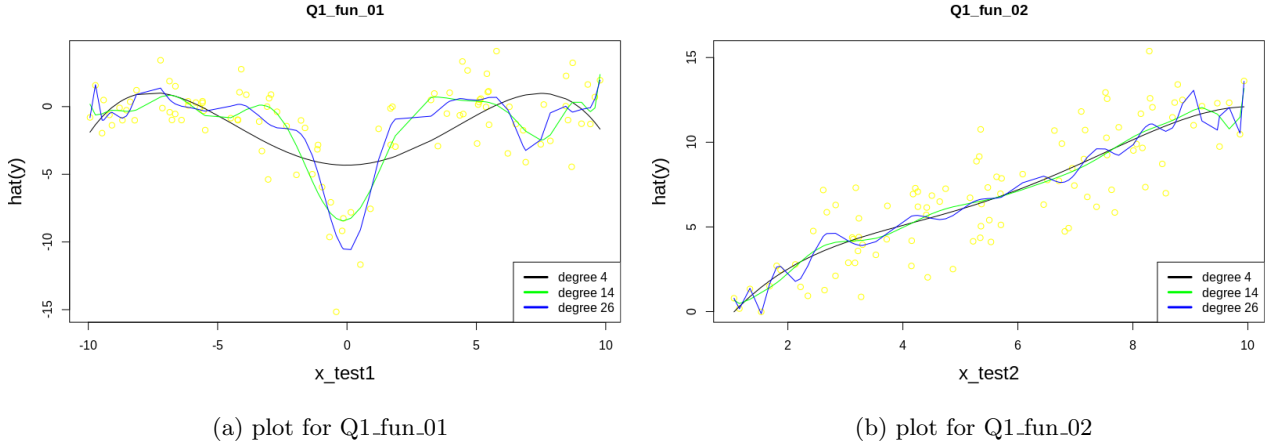 Q1_fun_01
hat(y)
0
-5
-10
-15
degree 4
degree 14
degree 26
-10
-5
0
5
10
x_test1
(a) plot for Q1_fun_01
Q1_fun_02
hat(y)
15
10
5
0
degree 4
degree 14
degree 26
2
4
6
8
10
x_test2
(b) plot for Q1_fun_02